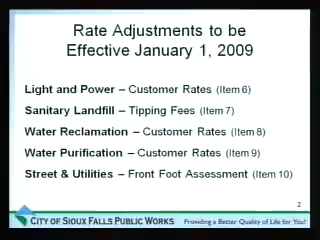 Rate Adjustments to be
Effective January 1, 2009
Light and Power – Customer Rates (Item 6)
Sanitary Landfill – Tipping Fees (Item 7)
Water Reclamation – Customer Rates (Item 8)
Water Purification – Customer Rates (Item 9)
Street & Utilities – Front Foot Assessment (Item 10)
2
CITY OF SIOUX FALLS PUBLIC WORKS Providing a Better Quality of Life for You!